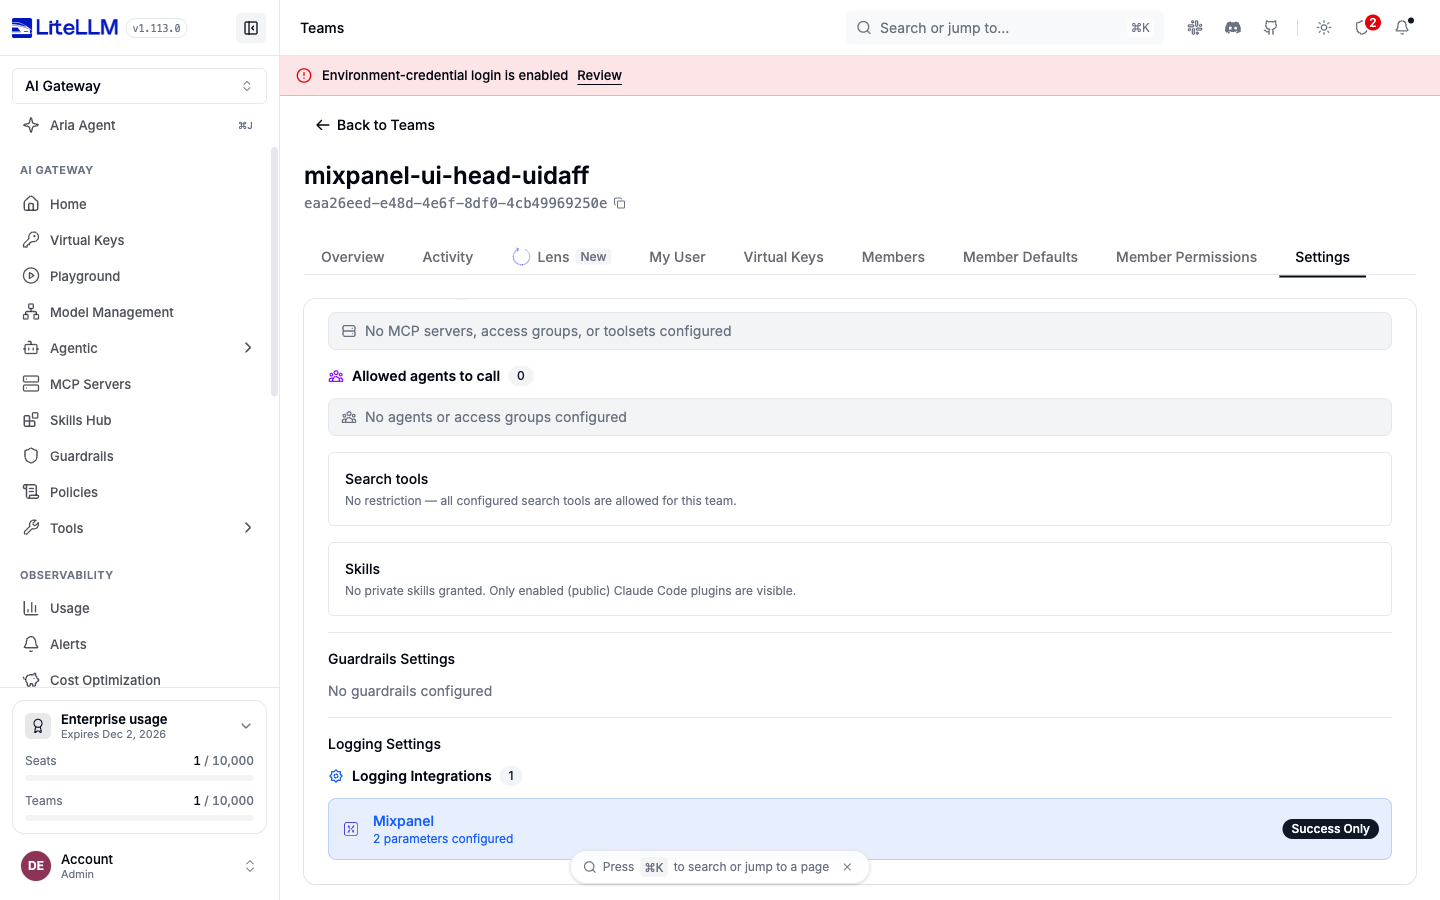 LiteLLM
v1.113.0
Teams
Search or jump to...
⌘K
2
AI Gateway
Aria Agent
⌘J
AI GATEWAY
Home
Virtual Keys
Playground
Model Management
Agentic
MCP Servers
Skills Hub
Guardrails
Policies
Tools
OBSERVABILITY
Usage
Alerts
Cost Optimization
Enterprise usage
Expires Dec 2, 2026
Seats
1 / 10,000
Teams
1 / 10,000
DE
Account
Admin
Environment-credential login is enabled Review
Back to Teams
mixpanel-ui-head-uidaff
eaa26eed-e48d-4e6f-8df0-4cb49969250e
Overview
Activity
Lens New
My User
Virtual Keys
Members
Member Defaults
Member Permissions
Settings
No MCP servers, access groups, or toolsets configured
Allowed agents to call 0
No agents or access groups configured
Search tools
No restriction — all configured search tools are allowed for this team.
Skills
No private skills granted. Only enabled (public) Claude Code plugins are visible.
Guardrails Settings
No guardrails configured
Logging Settings
Logging Integrations 1
Mixpanel
2 parameters configured
Success Only
Press ⌘K to search or jump to a page